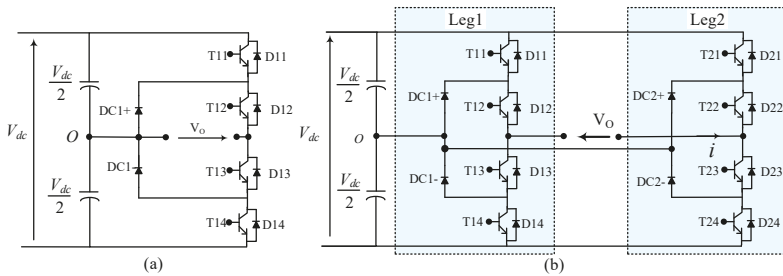 Leg1
Leg2
T11
D11
V_dc/2
DC1+
T12
D12
V_dc
O
V_O
DC1-
T13
D13
V_dc/2
T14
D14
(a)
T11
D11
V_dc/2
DC1+
T12
D12
V_dc
O
DC1-
T13
D13
V_dc/2
T14
D14
V_O
i
T21
D21
DC2+
T22
D22
DC2-
T23
D23
T24
D24
(b)